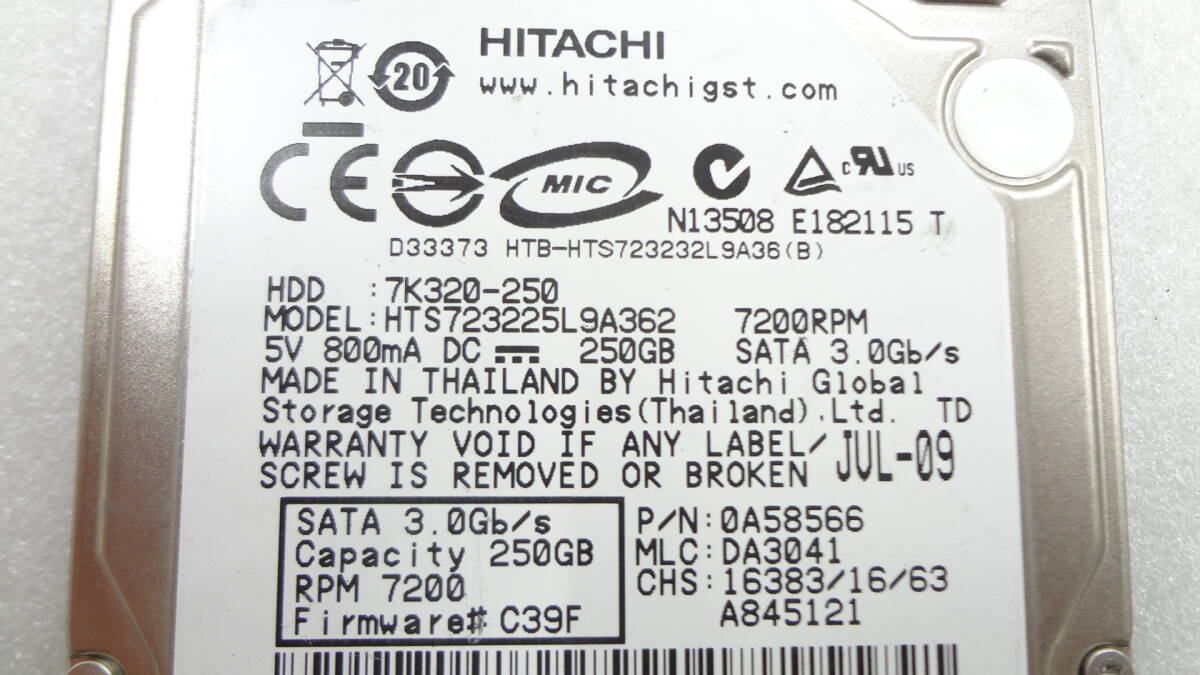 HITACHI
20
www.hitachigst.com
CE
MIC
c UR US
N13508 E182115 T
D33373 HTB-HTS723232L9A36(B)
HDD :7K320-250
MODEL:HTS723225L9A362 7200RPM
5V 800mA DC 250GB SATA 3.0Gb/s
MADE IN THAILAND BY Hitachi Global
Storage Technologies(Thailand).Ltd. TD
WARRANTY VOID IF ANY LABEL/
SCREW IS REMOVED OR BROKEN JUL-09
SATA 3.0Gb/s
Capacity 250GB
RPM 7200
Firmware# C39F
P/N:0A58566
MLC:DA3041
CHS:16383/16/63
A845121